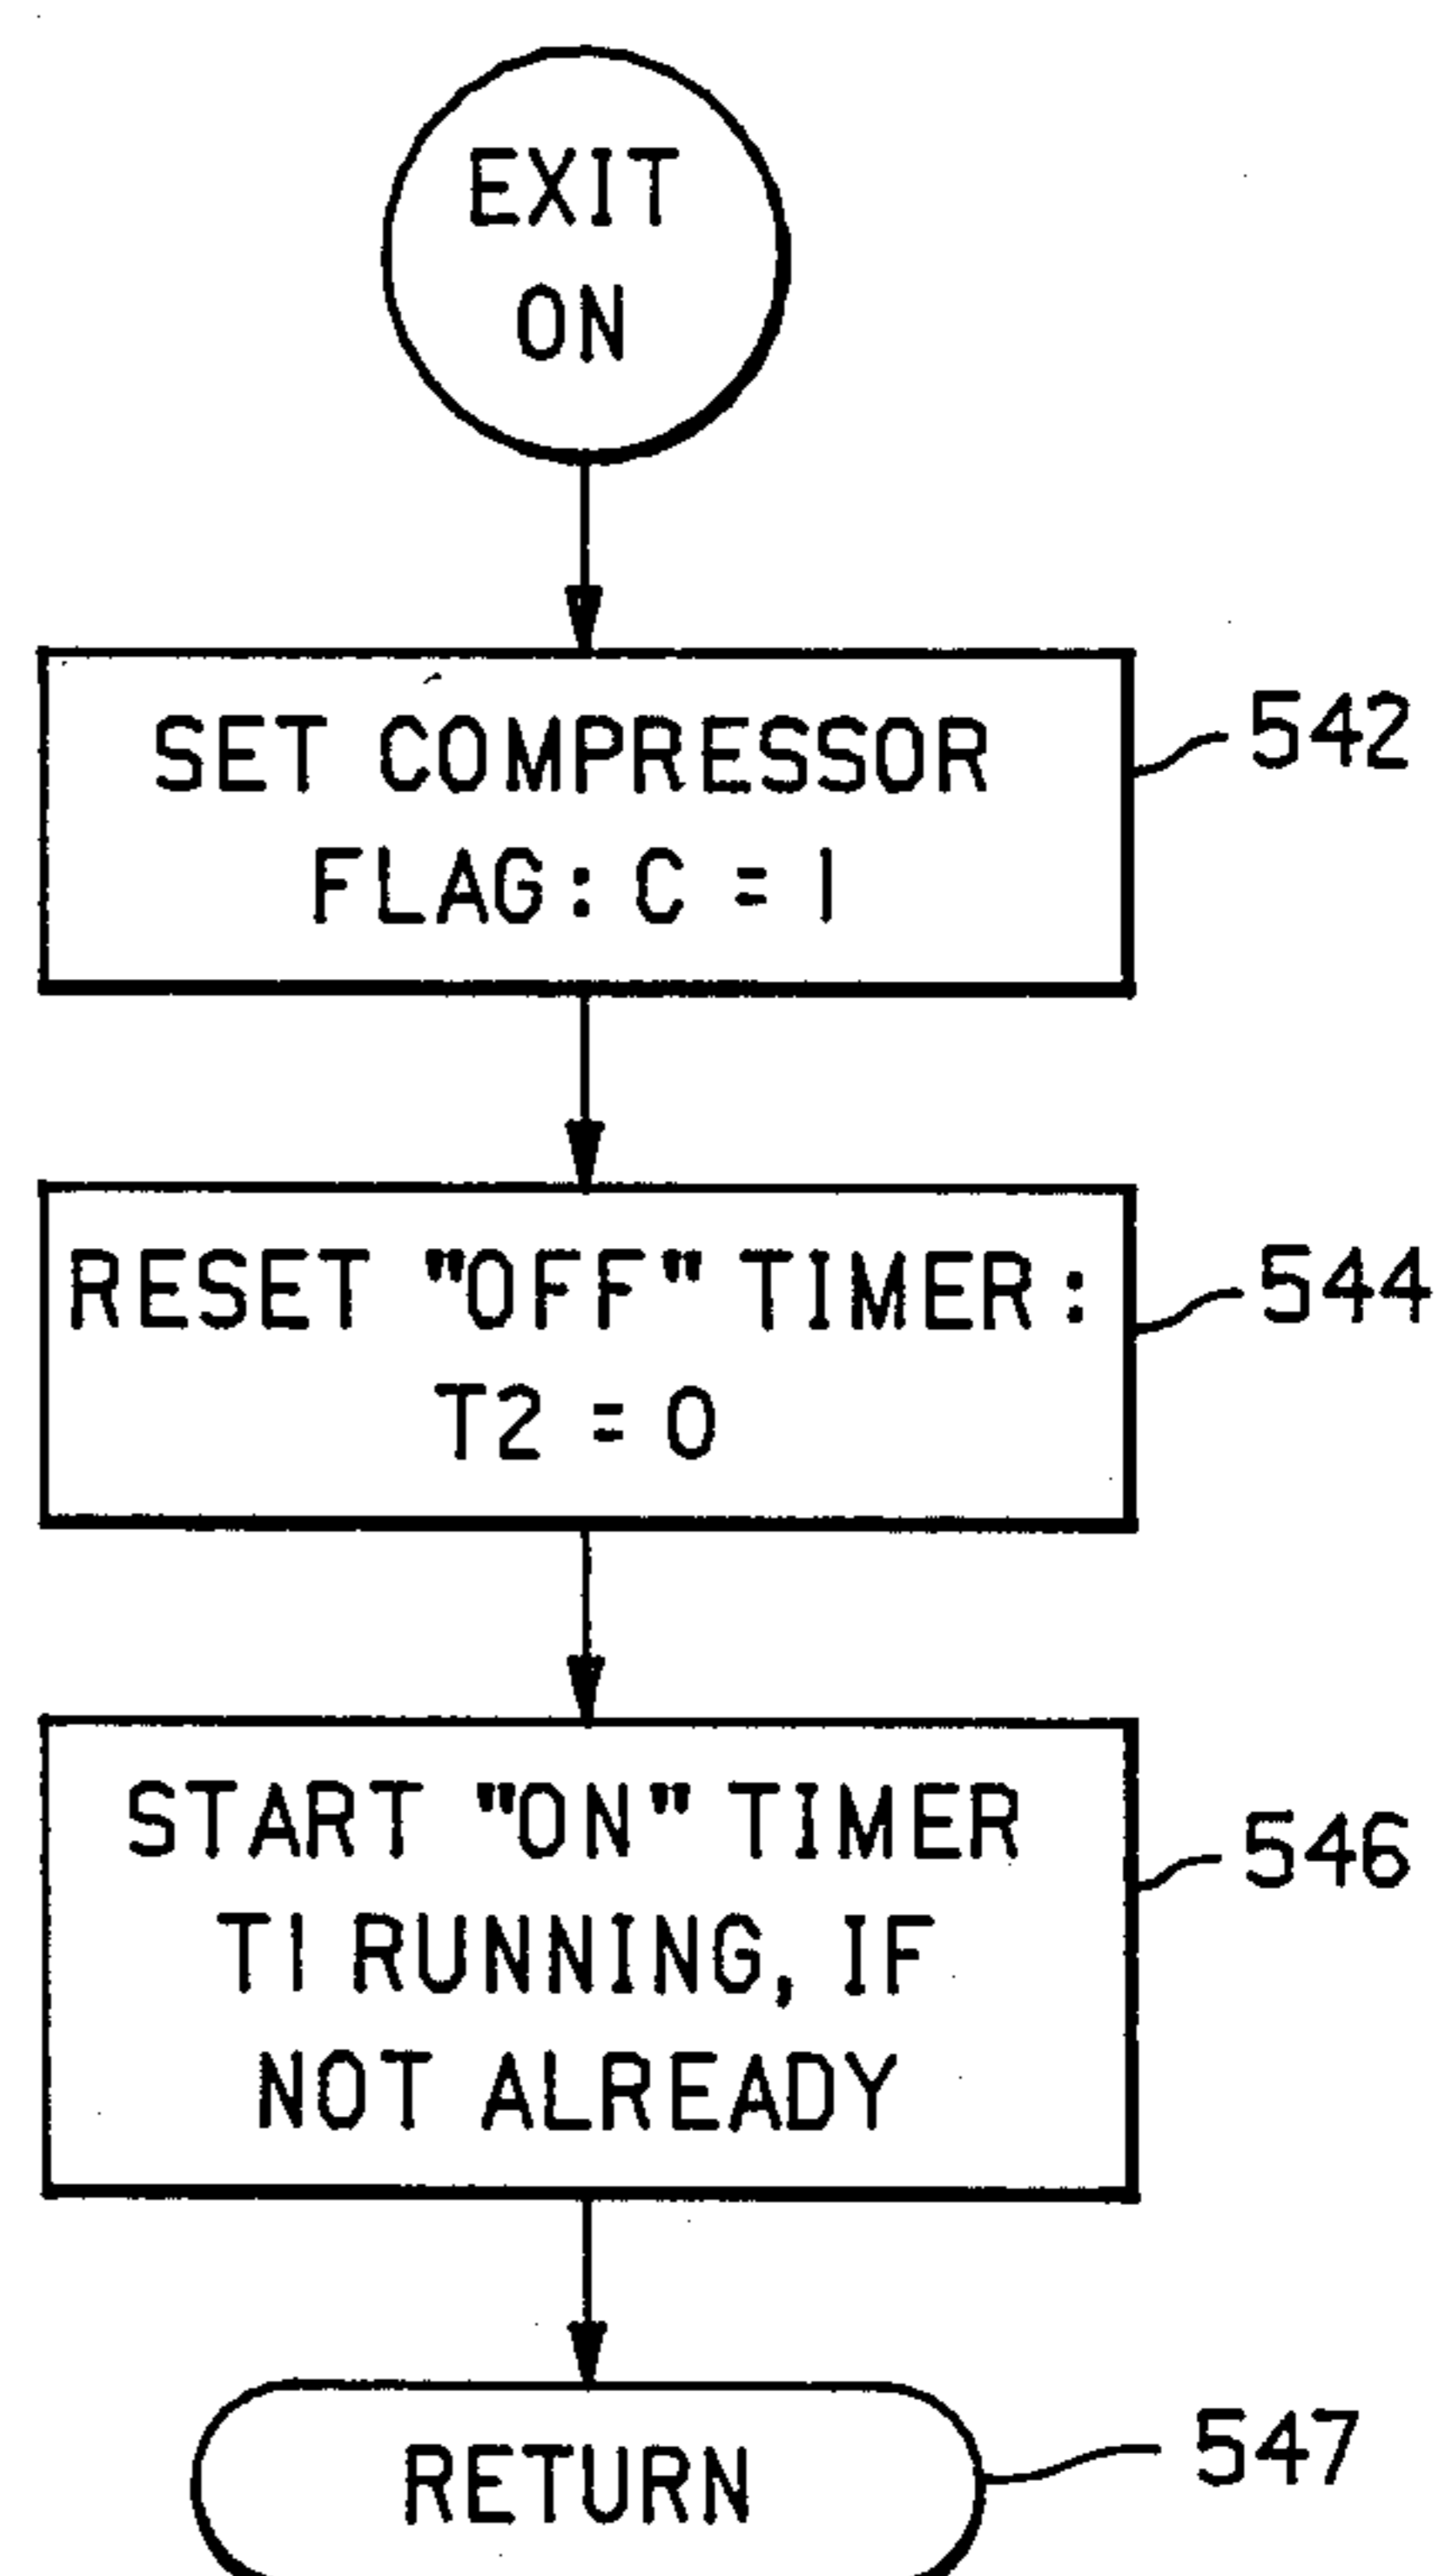 EXIT
ON
SET COMPRESSOR
FLAG: C = 1
542
RESET "OFF" TIMER:
T2 = 0
544
START "ON" TIMER
T1 RUNNING, IF
NOT ALREADY
546
RETURN
547